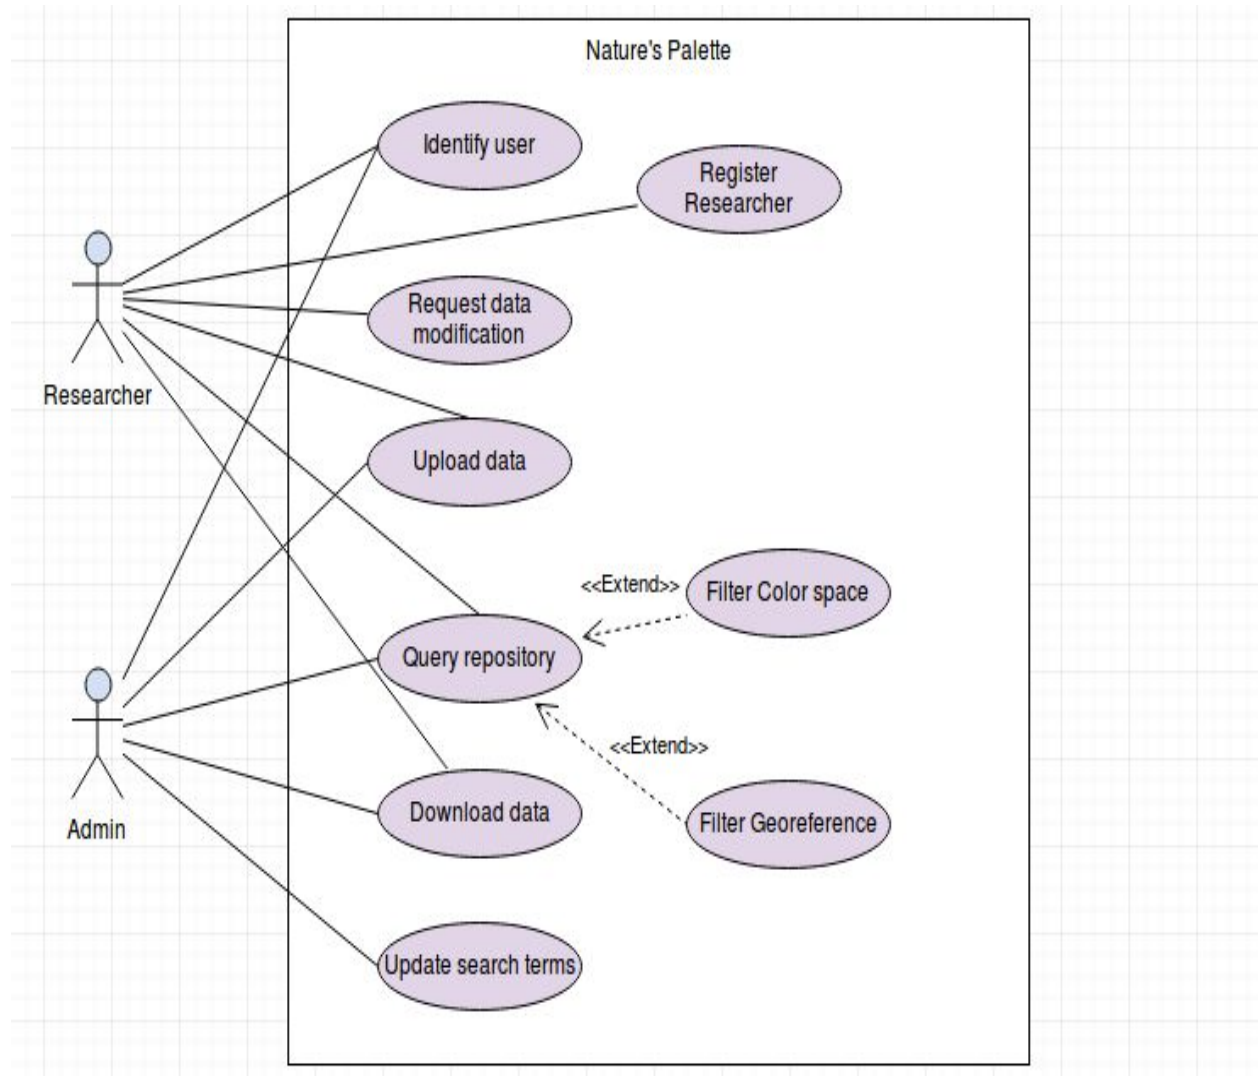 Nature's Palette
Identify user
Register
Researcher
Request data
modification
Researcher
Upload data
<<Extend>>
Filter Color space
Query repository
<<Extend>>
Download data
Filter Georeference
Admin
Update search terms